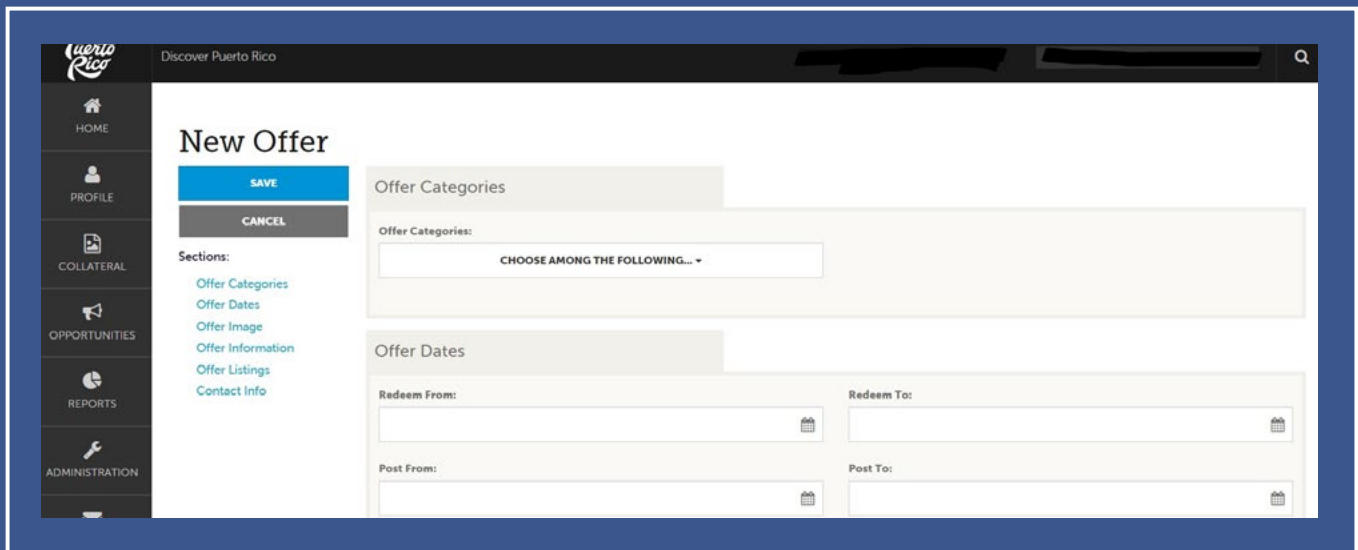 Puerto
Rico
Discover Puerto Rico
HOME
PROFILE
COLLATERAL
OPPORTUNITIES
REPORTS
ADMINISTRATION
New Offer
SAVE
CANCEL
Sections:
Offer Categories
Offer Dates
Offer Image
Offer Information
Offer Listings
Contact Info
Offer Categories
Offer Categories:
CHOOSE AMONG THE FOLLOWING...
Offer Dates
Redeem From:
Redeem To:
Post From:
Post To: